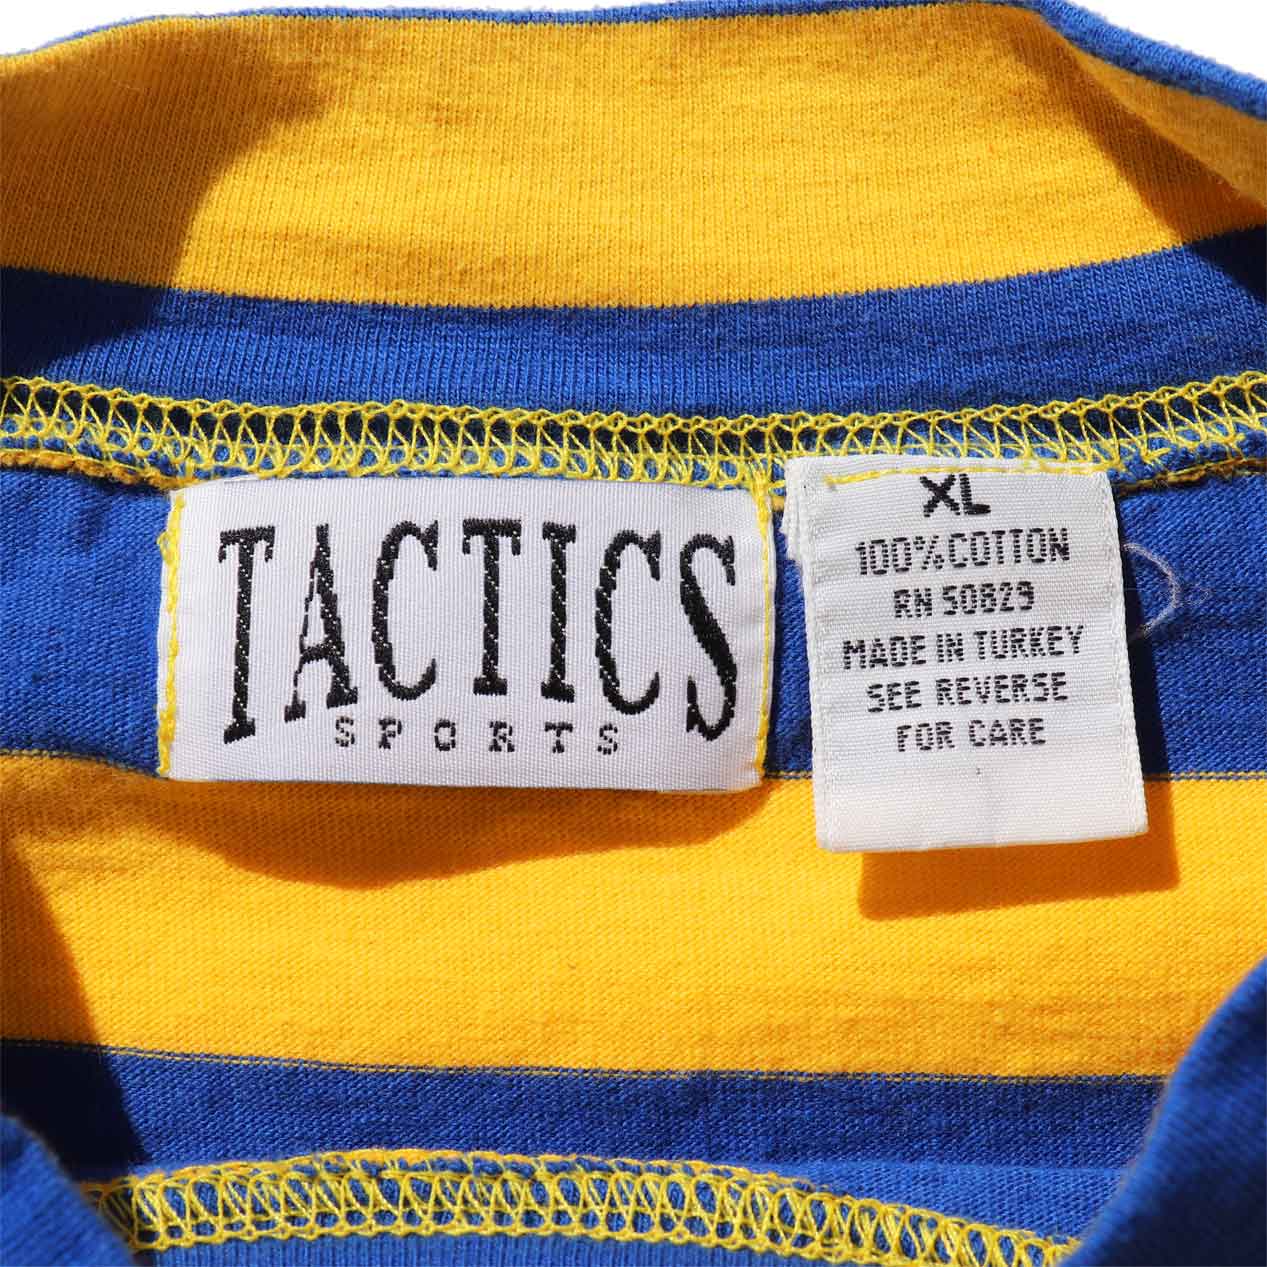 TACTICS
SPORTS
XL
100% COTTON
RN 50829
MADE IN TURKEY
SEE REVERSE
FOR CARE